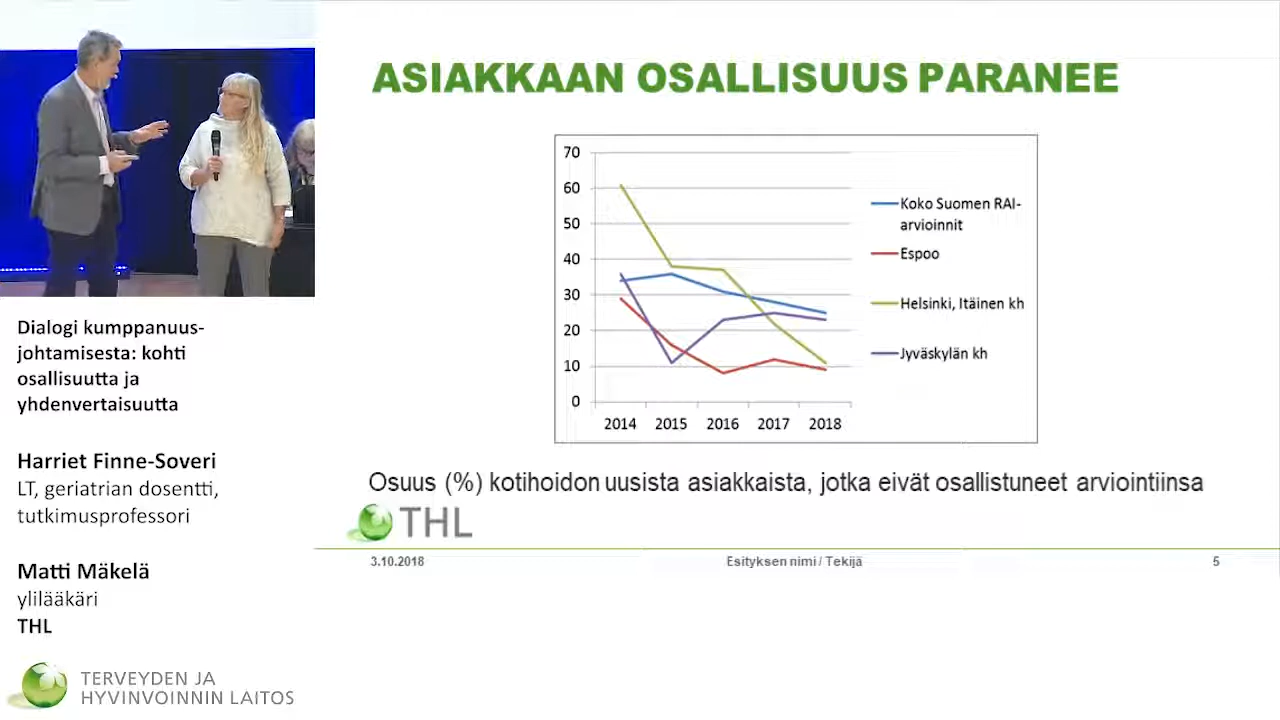 ASIAKKAAN OSALLISUUS PARANEE
70
60
50
40
30
20
10
0
2014 2015 2016 2017 2018
Koko Suomen RAI-
arvioinnit
Espoo
Helsinki, Itäinen kh
Jyväskylän kh
Osuus (%) kotihoidon uusista asiakkaista, jotka eivät osallistuneet arviointiinsa
THL
3.10.2018 Esityksen nimi / Tekijä 5
Dialogi kumppanuus-
johtamisesta: kohti
osallisuutta ja
yhdenvertaisuutta
Harriet Finne-Soveri
LT, geriatrian dosentti,
tutkimusprofessori
Matti Mäkelä
ylilääkäri
THL
TERVEYDEN JA
HYVINVOINNIN LAITOS